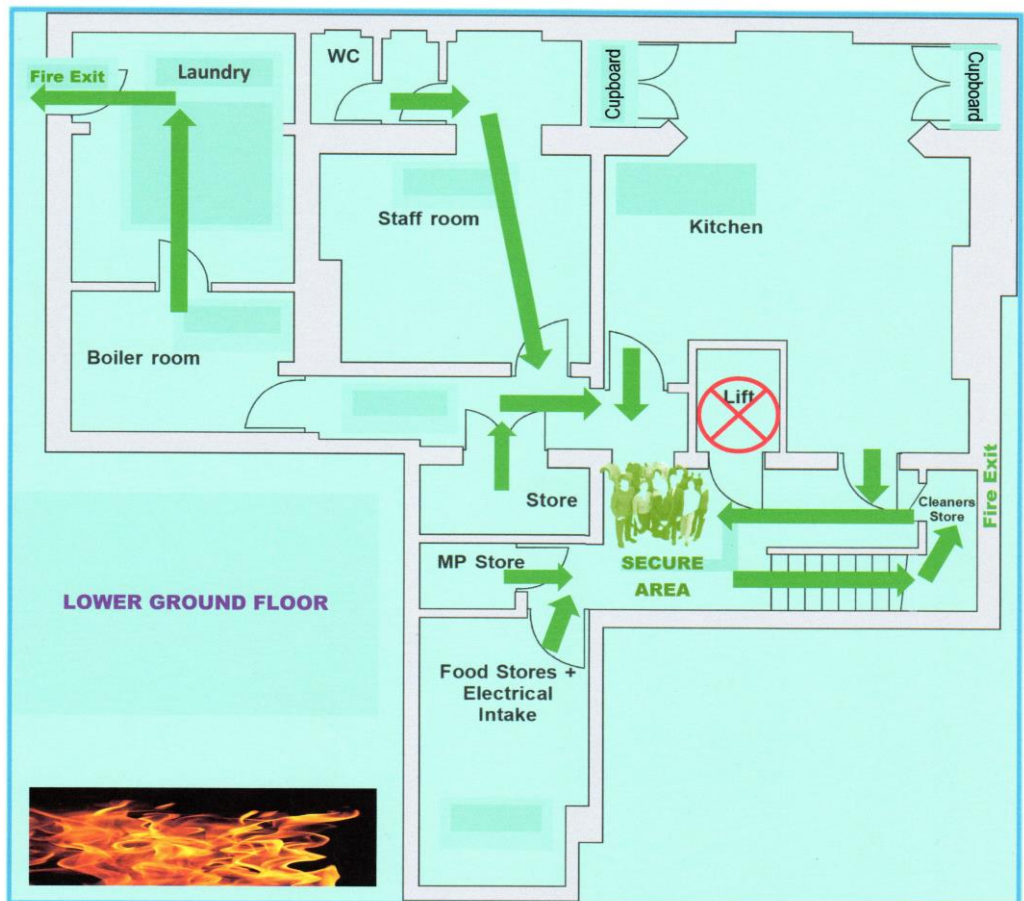 Fire Exit
Laundry
WC
Cupboard
Cupboard
Staff room
Kitchen
Boiler room
Lift
Store
Cleaners
Store
Fire Exit
MP Store
SECURE
AREA
LOWER GROUND FLOOR
Food Stores +
Electrical
Intake